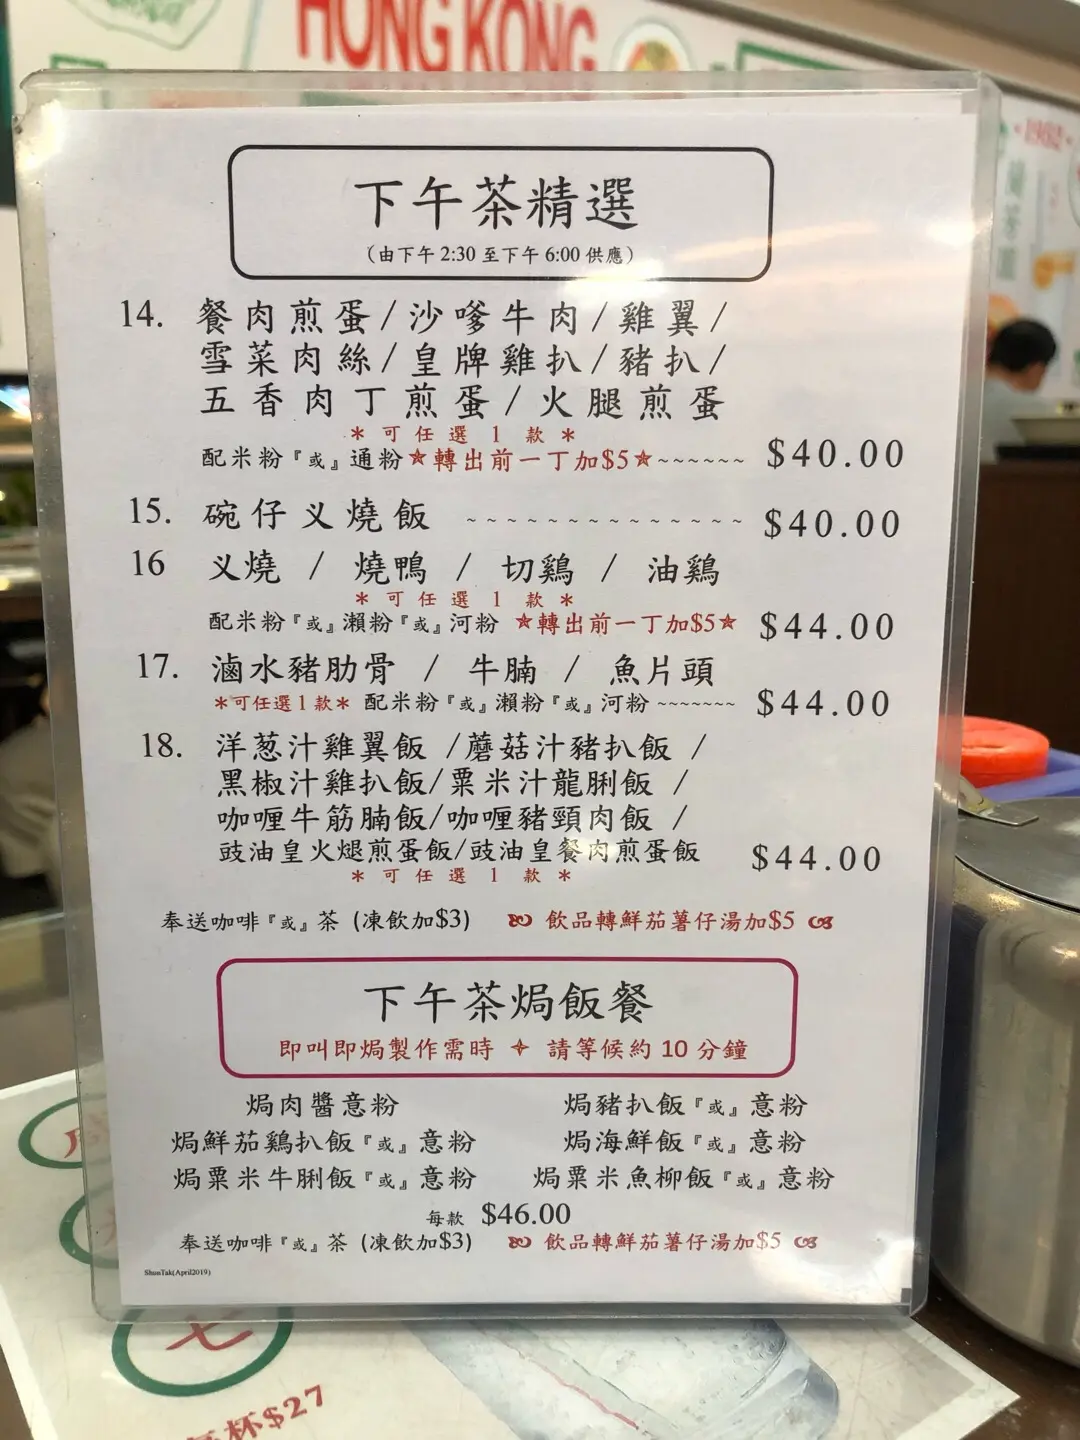 HONG KONG
1982
下午茶精選
（由下午 2:30 至下午 6:00 供應）
14. 餐肉煎蛋/沙嗲牛肉/雞翼/
雪菜肉絲/皇牌雞扒/豬扒/
五香肉丁煎蛋/火腿煎蛋
＊可任選 1 款＊
配米粉『或』通粉★轉出前一丁加$5★~~~~~~ $40.00
15. 碗仔义燒飯 ~~~~~~~~~~~~~~ $40.00
16 义燒 / 燒鴨 / 切鷄 / 油鷄
＊可任選 1 款＊
配米粉『或』瀨粉『或』河粉 ★轉出前一丁加$5★ $44.00
17. 滷水豬肋骨 / 牛腩 / 魚片頭
＊可任選1款＊ 配米粉『或』瀨粉『或』河粉 ~~~~~~~ $44.00
18. 洋葱汁雞翼飯 /蘑菇汁豬扒飯 /
黑椒汁雞扒飯/粟米汁龍脷飯 /
咖喱牛筋腩飯/咖喱豬頸肉飯 /
豉油皇火腿煎蛋飯/豉油皇餐肉煎蛋飯 $44.00
＊可任選 1 款＊
奉送咖啡『或』茶 (凍飲加$3) 飲品轉鮮茄薯仔湯加$5
下午茶焗飯餐
即叫即焗製作需時 ✦ 請等候約 10 分鐘
焗肉醬意粉 焗豬扒飯『或』意粉
焗鮮茄鷄扒飯『或』意粉 焗海鮮飯『或』意粉
焗粟米牛脷飯『或』意粉 焗粟米魚柳飯『或』意粉
每款 $46.00
奉送咖啡『或』茶 (凍飲加$3) 飲品轉鮮茄薯仔湯加$5
ShunTak(April2019)
七
每杯$27